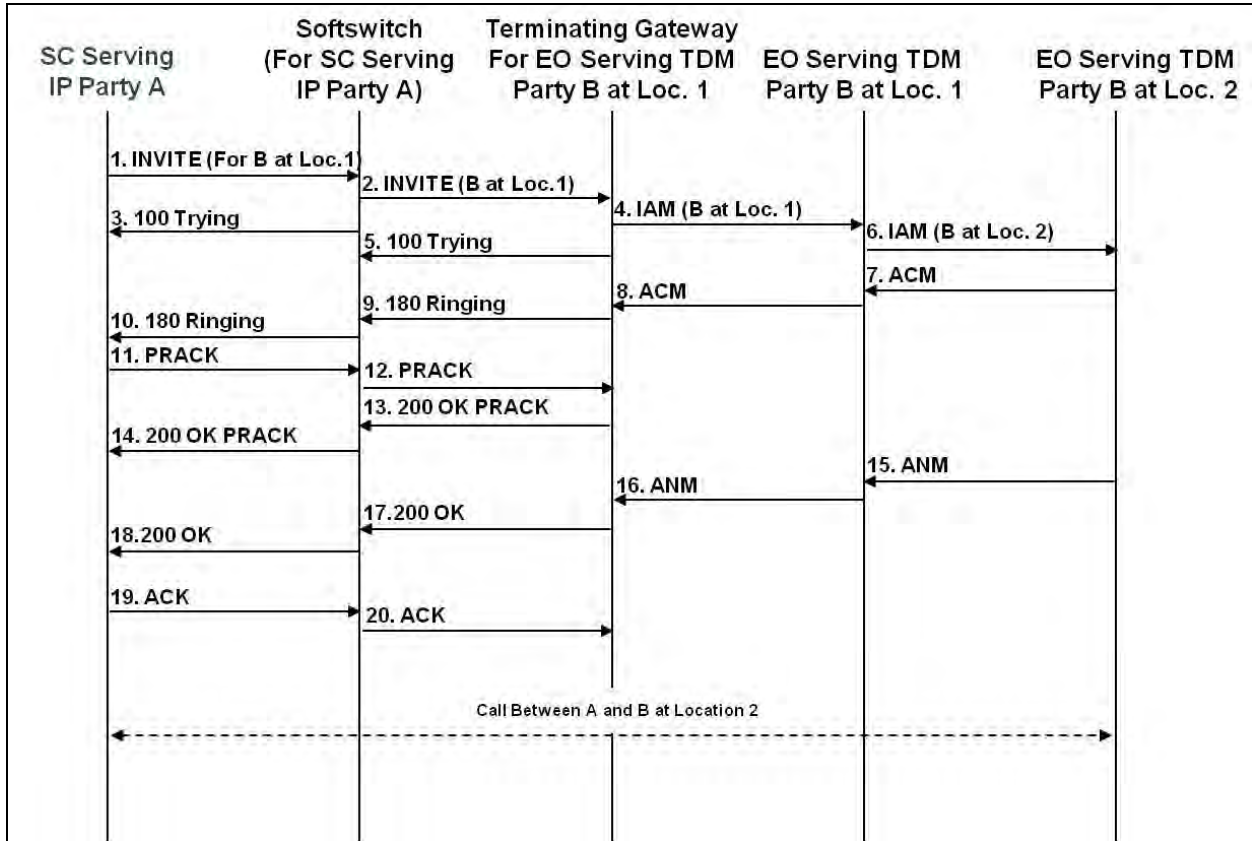 SC Serving
IP Party A
Softswitch
(For SC Serving
IP Party A)
Terminating Gateway
For EO Serving TDM
Party B at Loc. 1
EO Serving TDM
Party B at Loc. 1
EO Serving TDM
Party B at Loc. 2
1. INVITE (For B at Loc.1)
2. INVITE (B at Loc.1)
3. 100 Trying
4. IAM (B at Loc. 1)
5. 100 Trying
6. IAM (B at Loc. 2)
7. ACM
8. ACM
9. 180 Ringing
10. 180 Ringing
11. PRACK
12. PRACK
13. 200 OK PRACK
14. 200 OK PRACK
15. ANM
16. ANM
17.200 OK
18.200 OK
19. ACK
20. ACK
Call Between A and B at Location 2